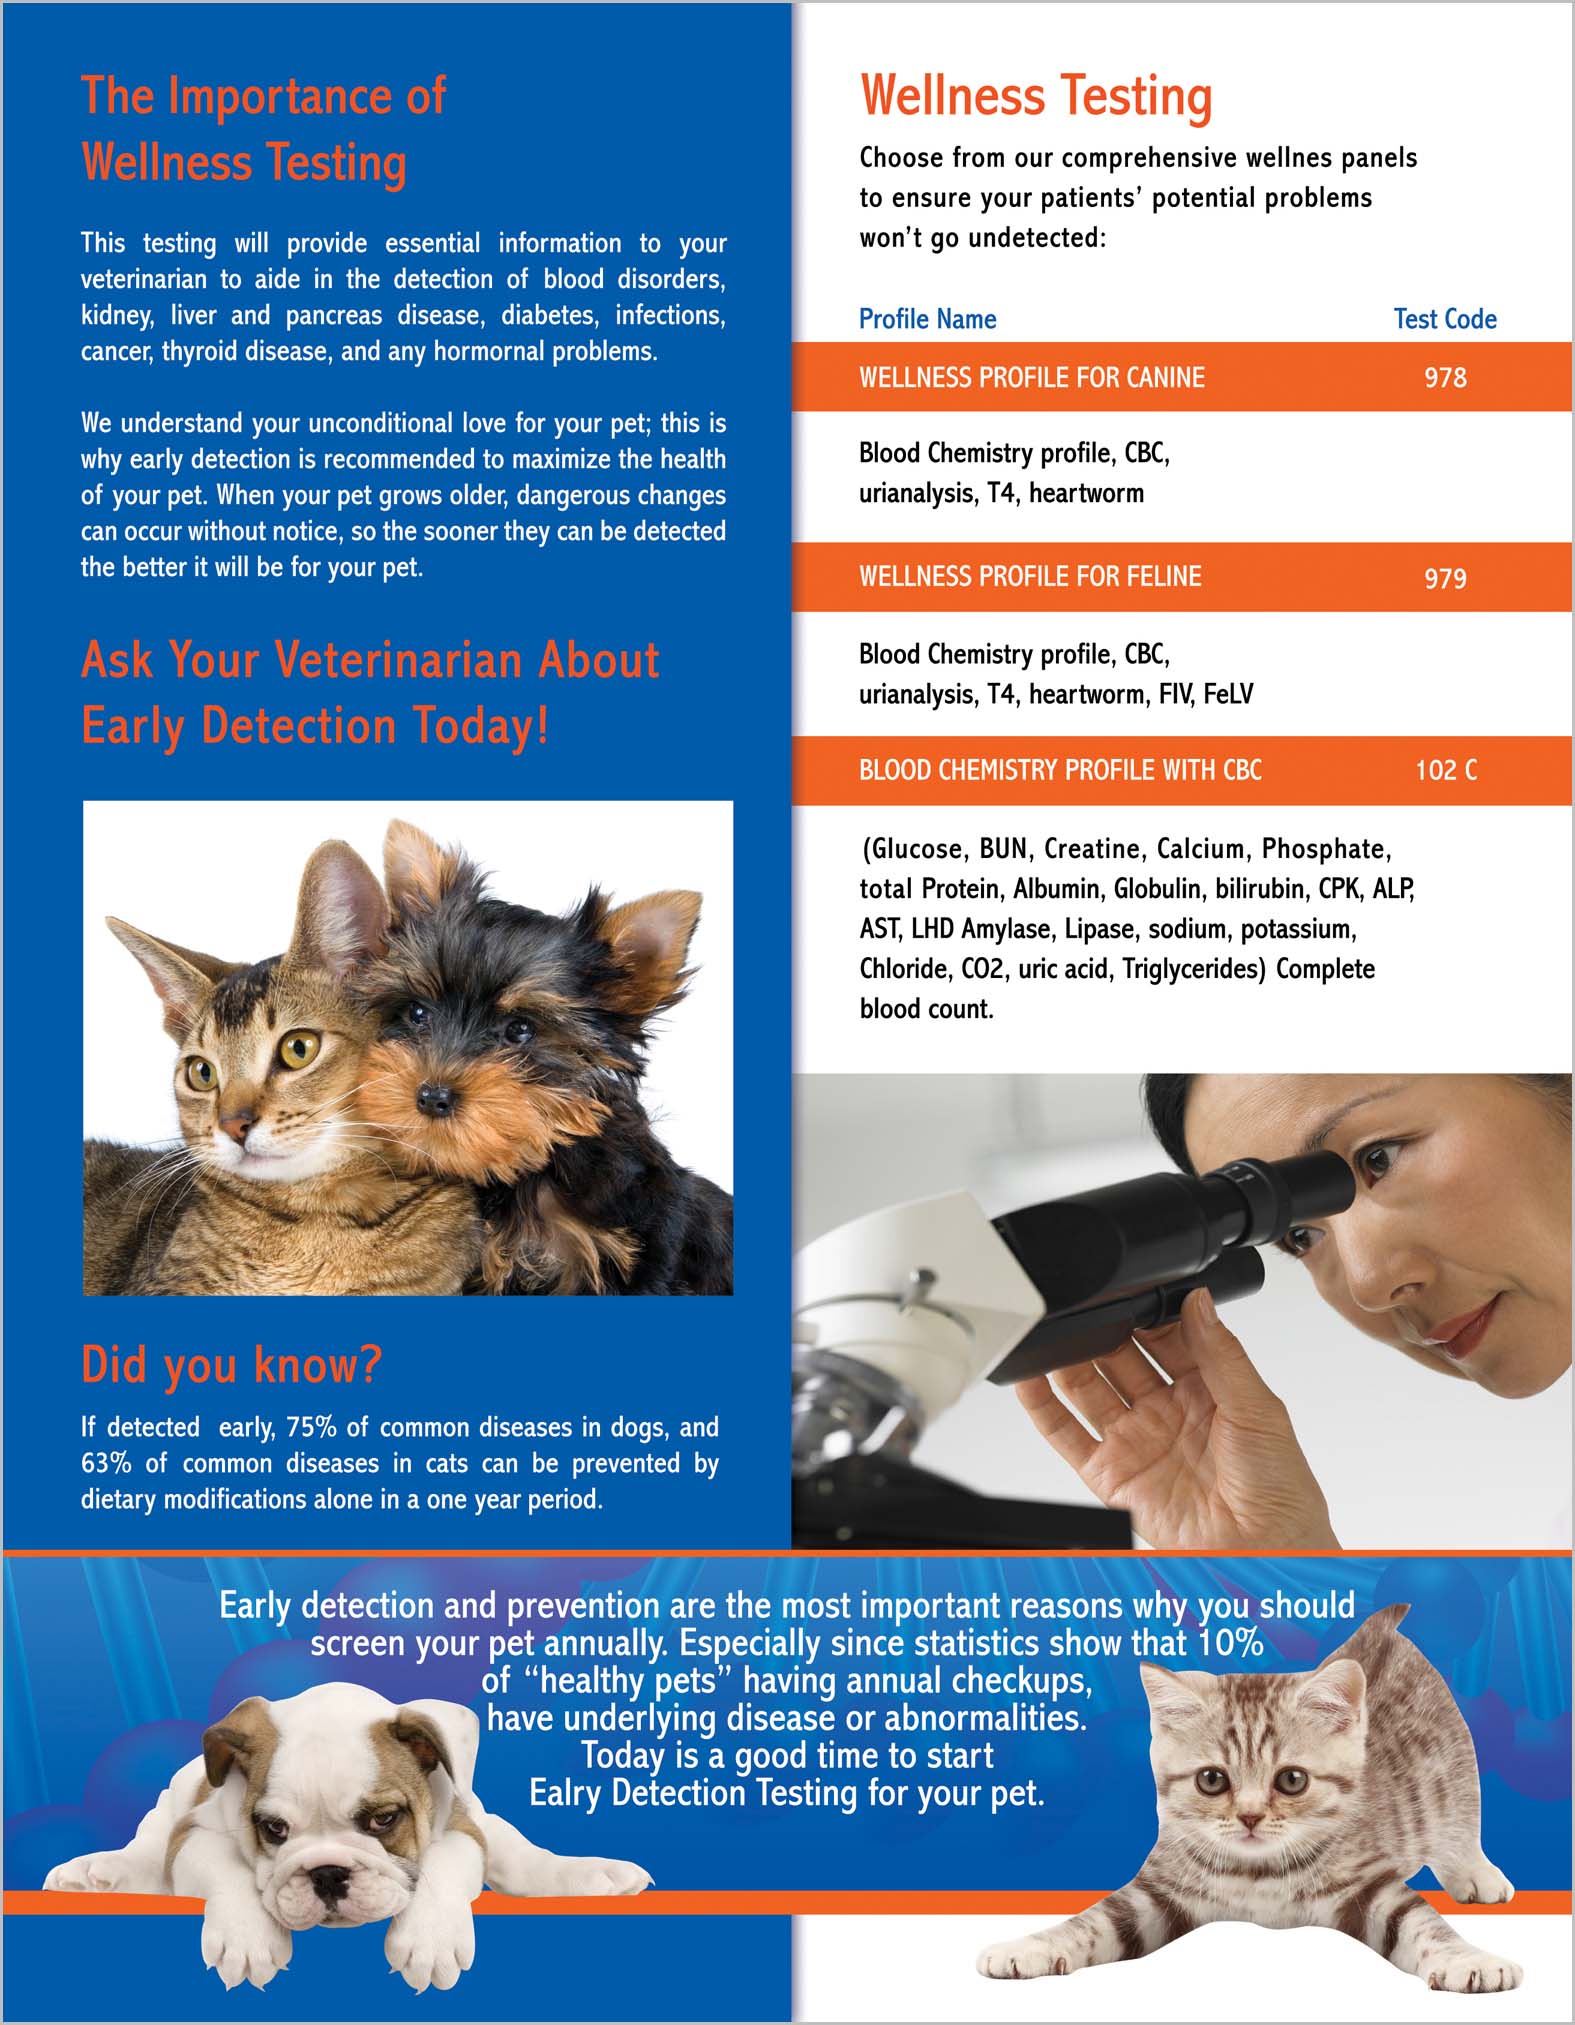 The Importance of
Wellness Testing
This testing will provide essential information to your
veterinarian to aide in the detection of blood disorders,
kidney, liver and pancreas disease, diabetes, infections,
cancer, thyroid disease, and any hormornal problems.
We understand your unconditional love for your pet; this is
why early detection is recommended to maximize the health
of your pet. When your pet grows older, dangerous changes
can occur without notice, so the sooner they can be detected
the better it will be for your pet.
Ask Your Veterinarian About
Early Detection Today!
Did you know?
If detected early, 75% of common diseases in dogs, and
63% of common diseases in cats can be prevented by
dietary modifications alone in a one year period.
Wellness Testing
Choose from our comprehensive wellnes panels
to ensure your patients’ potential problems
won’t go undetected:
Profile Name Test Code
WELLNESS PROFILE FOR CANINE 978
Blood Chemistry profile, CBC,
urianalysis, T4, heartworm
WELLNESS PROFILE FOR FELINE 979
Blood Chemistry profile, CBC,
urianalysis, T4, heartworm, FIV, FeLV
BLOOD CHEMISTRY PROFILE WITH CBC 102 C
(Glucose, BUN, Creatine, Calcium, Phosphate,
total Protein, Albumin, Globulin, bilirubin, CPK, ALP,
AST, LHD Amylase, Lipase, sodium, potassium,
Chloride, CO2, uric acid, Triglycerides) Complete
blood count.
Early detection and prevention are the most important reasons why you should
screen your pet annually. Especially since statistics show that 10%
of “healthy pets” having annual checkups,
have underlying disease or abnormalities.
Today is a good time to start
Ealry Detection Testing for your pet.